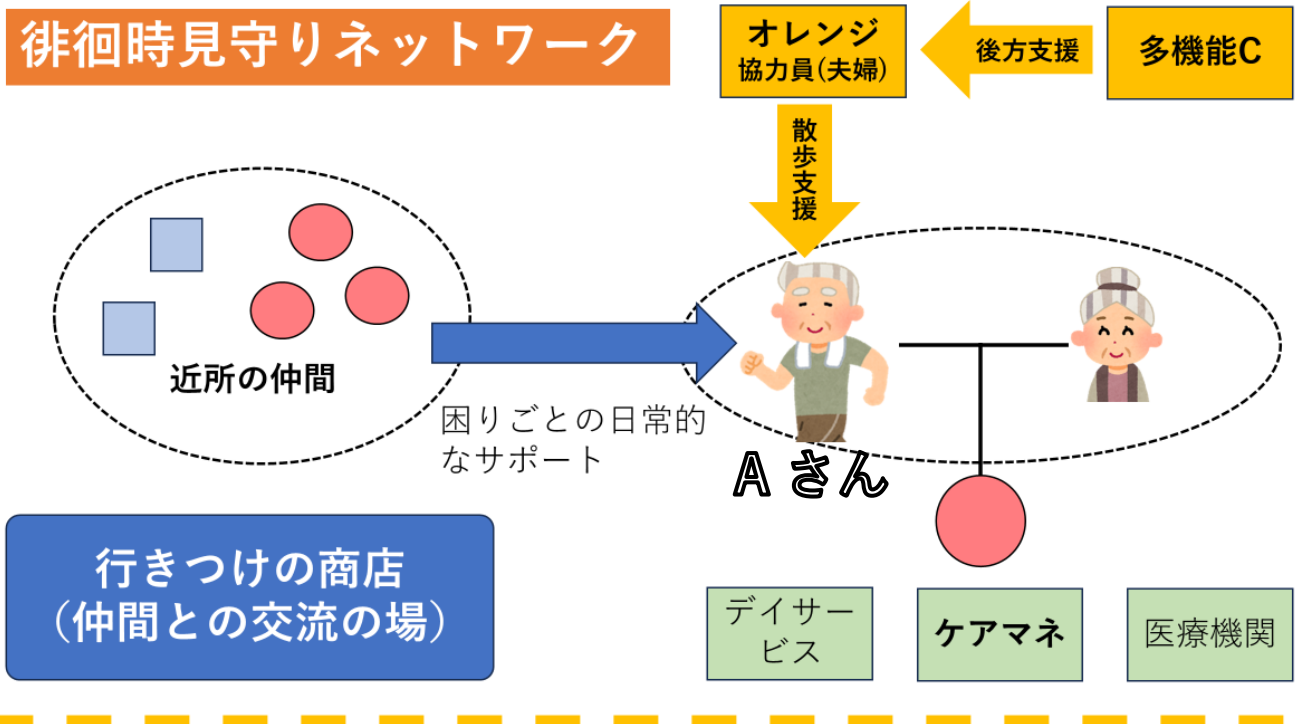 徘徊時見守りネットワーク
オレンジ
協力員(夫婦)
後方支援
多機能C
散歩支援
近所の仲間
困りごとの日常的
なサポート
Aさん
行きつけの商店
（仲間との交流の場）
デイサー
ビス
ケアマネ
医療機関